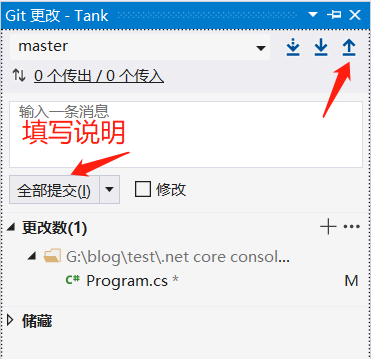 Git 更改 - Tank
master
0 个传出 / 0 个传入
输入一条消息
填写说明
全部提交(I)
修改
更改数(1)
G:\blog\test\.net core consol...
C# Program.cs * M
储藏